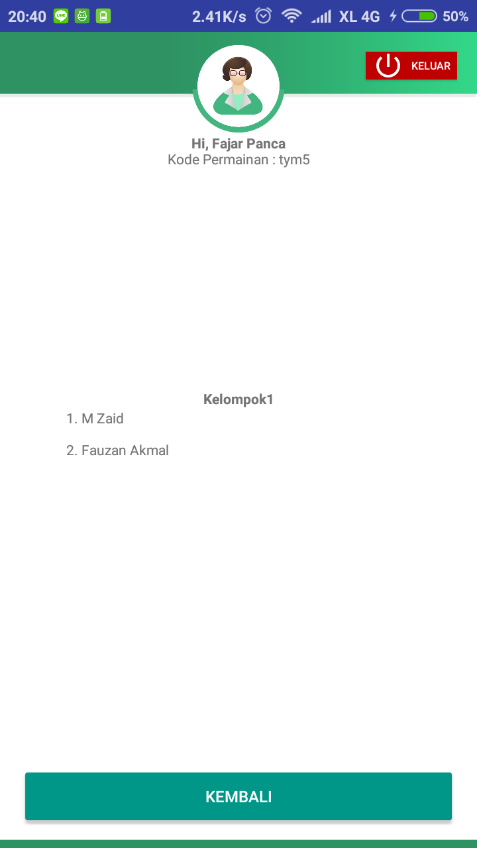 20:40 2.41K/s XL 4G 50%
KELUAR
Hi, Fajar Panca
Kode Permainan : tym5
Kelompok1
1. M Zaid
2. Fauzan Akmal
KEMBALI